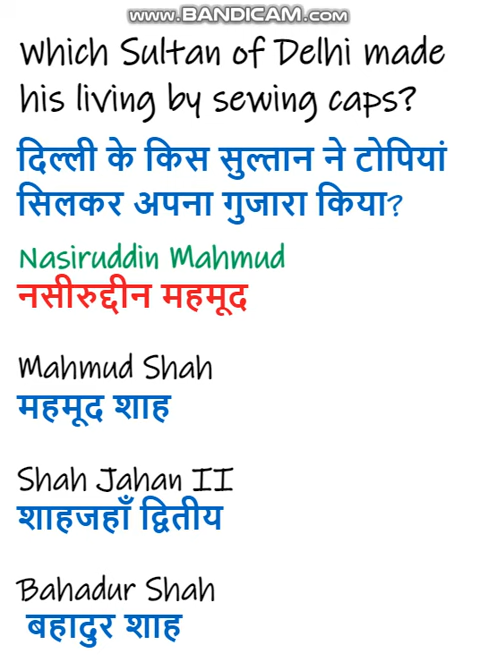 www.BANDICAM.com
Which Sultan of Delhi made
his living by sewing caps?
दिल्ली के किस सुल्तान ने टोपियां
सिलकर अपना गुजारा किया?
Nasiruddin Mahmud
नसीरुद्दीन महमूद
Mahmud Shah
महमूद शाह
Shah Jahan II
शाहजहाँ द्वितीय
Bahadur Shah
बहादुर शाह